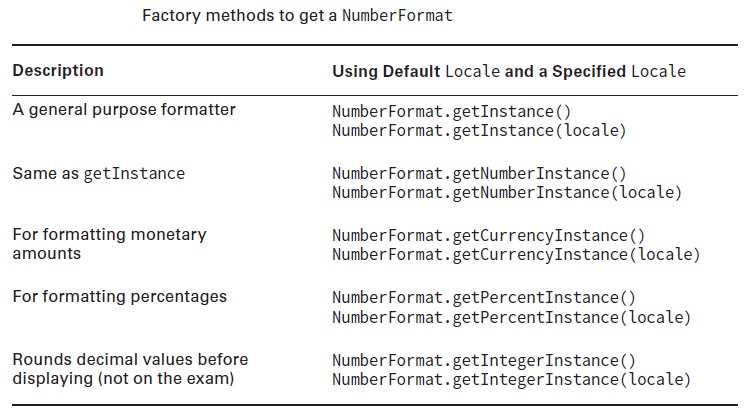 Factory methods to get a NumberFormat
Description Using Default Locale and a Specified Locale
A general purpose formatter NumberFormat.getInstance()
NumberFormat.getInstance(locale)
Same as getInstance NumberFormat.getNumberInstance()
NumberFormat.getNumberInstance(locale)
For formatting monetary NumberFormat.getCurrencyInstance()
amounts NumberFormat.getCurrencyInstance(locale)
For formatting percentages NumberFormat.getPercentInstance()
NumberFormat.getPercentInstance(locale)
Rounds decimal values before NumberFormat.getIntegerInstance()
displaying (not on the exam) NumberFormat.getIntegerInstance(locale)